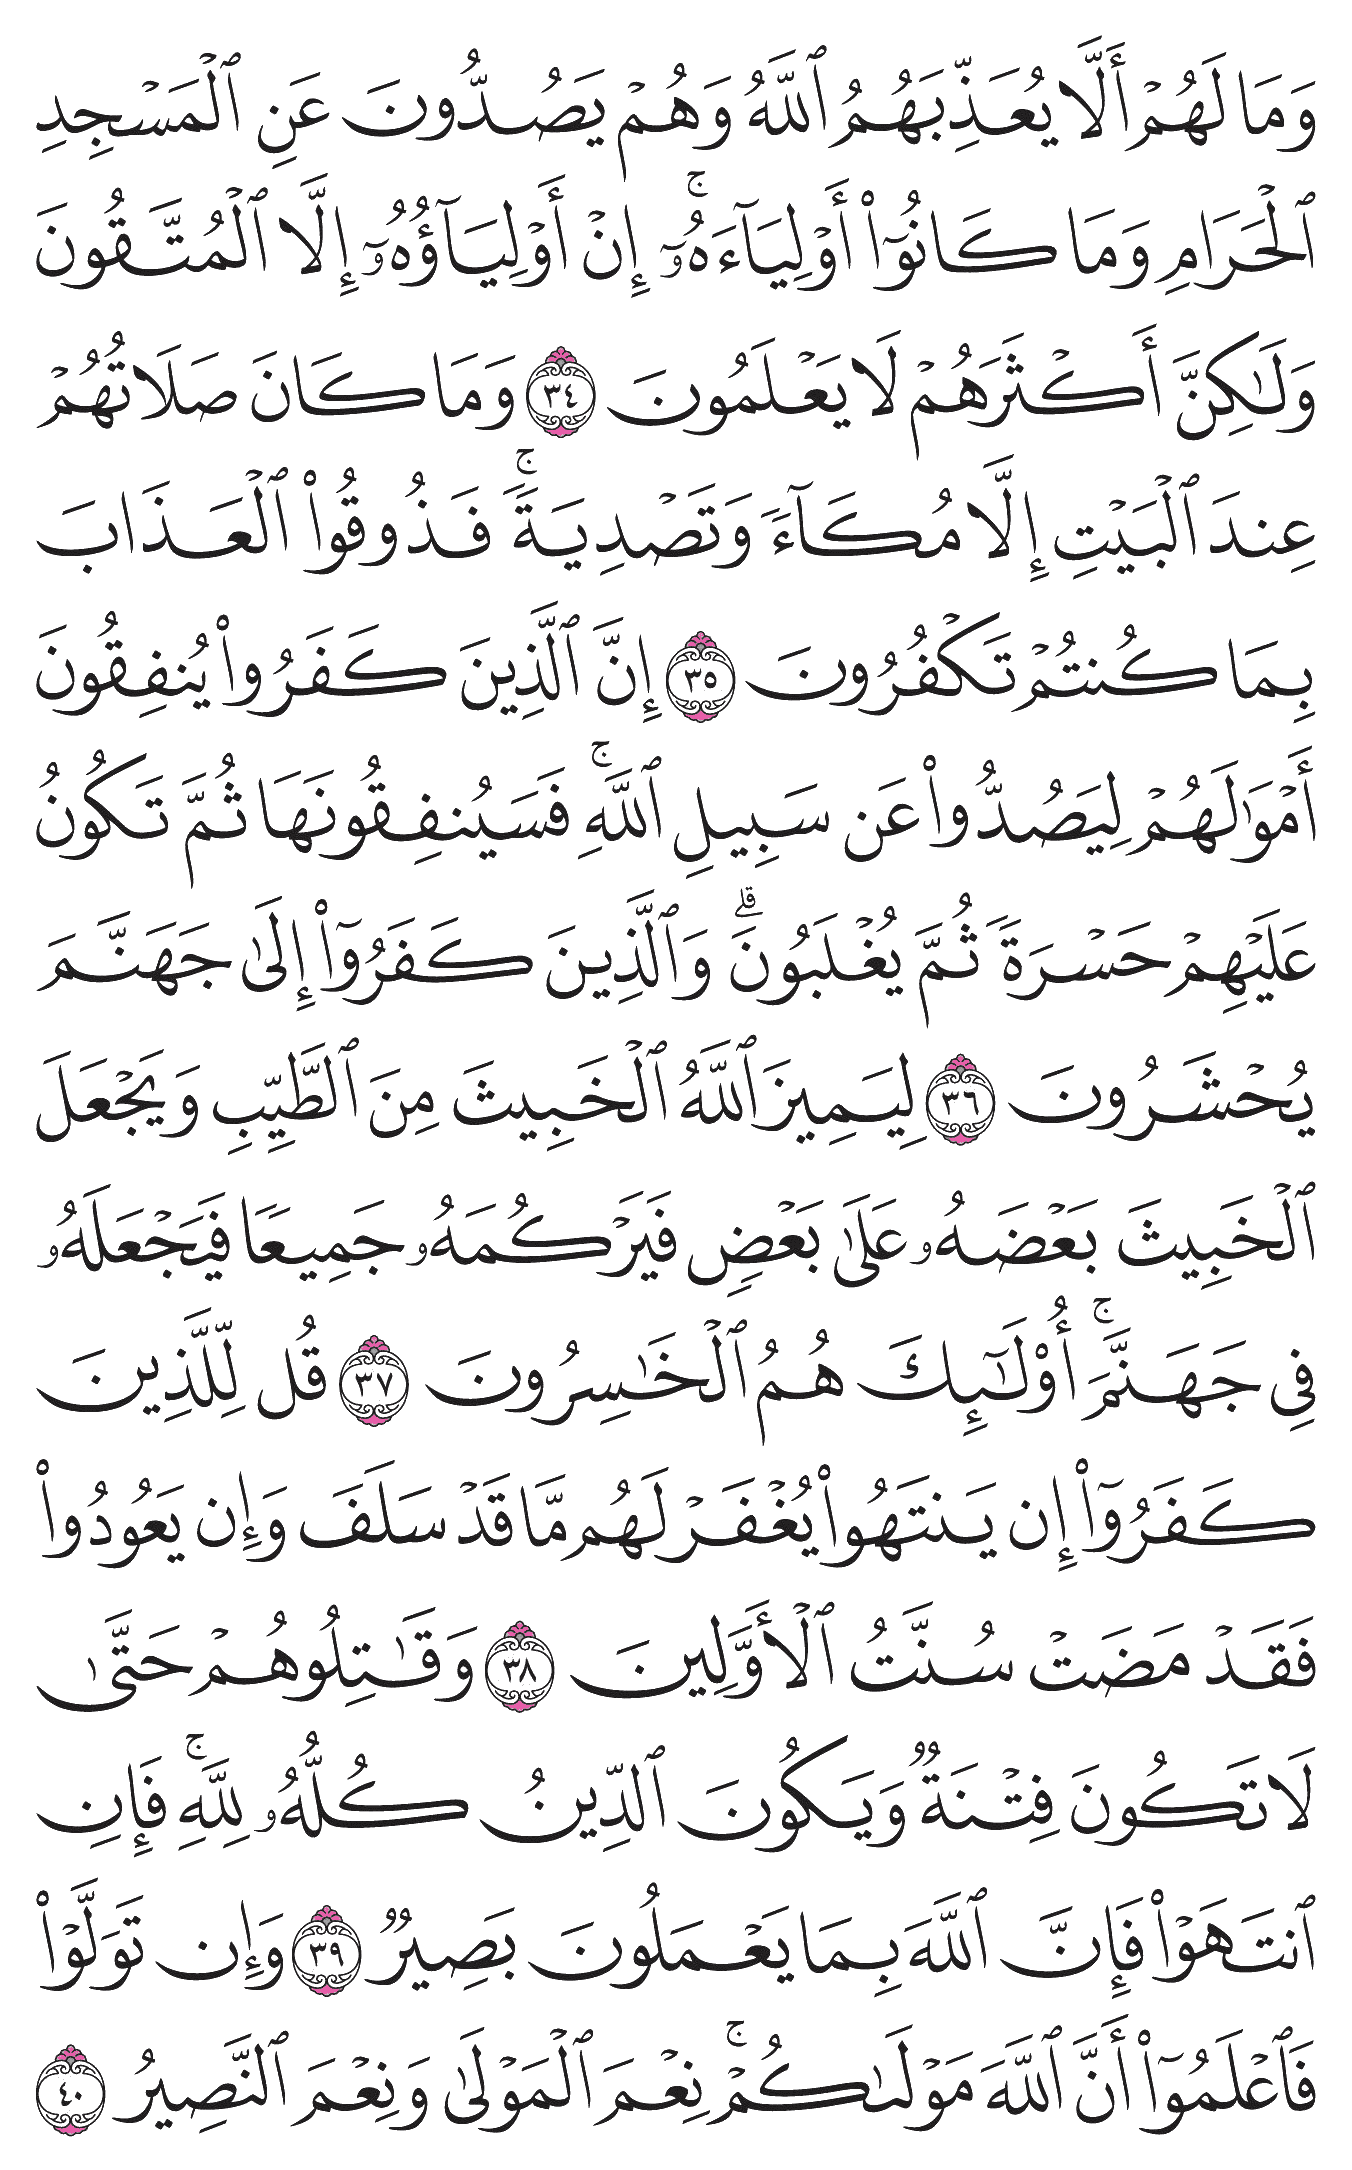 وَمَا لَهُمْ أَلَّا يُعَذِّبَهُمُ ٱللَّهُ وَهُمْ يَصُدُّونَ عَنِ ٱلْمَسْجِدِ
ٱلْحَرَامِ وَمَا كَانُوٓا۟ أَوْلِيَآءَهُۥٓ ۚ إِنْ أَوْلِيَآؤُهُۥٓ إِلَّا ٱلْمُتَّقُونَ
وَلَٰكِنَّ أَكْثَرَهُمْ لَا يَعْلَمُونَ ٣٤ وَمَا كَانَ صَلَاتُهُمْ
عِندَ ٱلْبَيْتِ إِلَّا مُكَآءً وَتَصْدِيَةً ۚ فَذُوقُوا۟ ٱلْعَذَابَ
بِمَا كُنتُمْ تَكْفُرُونَ ٣٥ إِنَّ ٱلَّذِينَ كَفَرُوا۟ يُنفِقُونَ
أَمْوَٰلَهُمْ لِيَصُدُّوا۟ عَن سَبِيلِ ٱللَّهِ ۚ فَسَيُنفِقُونَهَا ثُمَّ تَكُونُ
عَلَيْهِمْ حَسْرَةً ثُمَّ يُغْلَبُونَ ۗ وَٱلَّذِينَ كَفَرُوٓا۟ إِلَىٰ جَهَنَّمَ
يُحْشَرُونَ ٣٦ لِيَمِيزَ ٱللَّهُ ٱلْخَبِيثَ مِنَ ٱلطَّيِّبِ وَيَجْعَلَ
ٱلْخَبِيثَ بَعْضَهُۥ عَلَىٰ بَعْضٍ فَيَرْكُمَهُۥ جَمِيعًا فَيَجْعَلَهُۥ
فِى جَهَنَّمَ ۚ أُو۟لَٰٓئِكَ هُمُ ٱلْخَٰسِرُونَ ٣٧ قُل لِّلَّذِينَ
كَفَرُوٓا۟ إِن يَنتَهُوا۟ يُغْفَرْ لَهُم مَّا قَدْ سَلَفَ وَإِن يَعُودُوا۟
فَقَدْ مَضَتْ سُنَّتُ ٱلْأَوَّلِينَ ٣٨ وَقَٰتِلُوهُمْ حَتَّىٰ
لَا تَكُونَ فِتْنَةٌ وَيَكُونَ ٱلدِّينُ كُلُّهُۥ لِلَّهِ ۚ فَإِنِ
ٱنتَهَوْا۟ فَإِنَّ ٱللَّهَ بِمَا يَعْمَلُونَ بَصِيرٌ ٣٩ وَإِن تَوَلَّوْا۟
فَٱعْلَمُوٓا۟ أَنَّ ٱللَّهَ مَوْلَىٰكُمْ ۚ نِعْمَ ٱلْمَوْلَىٰ وَنِعْمَ ٱلنَّصِيرُ ٤٠